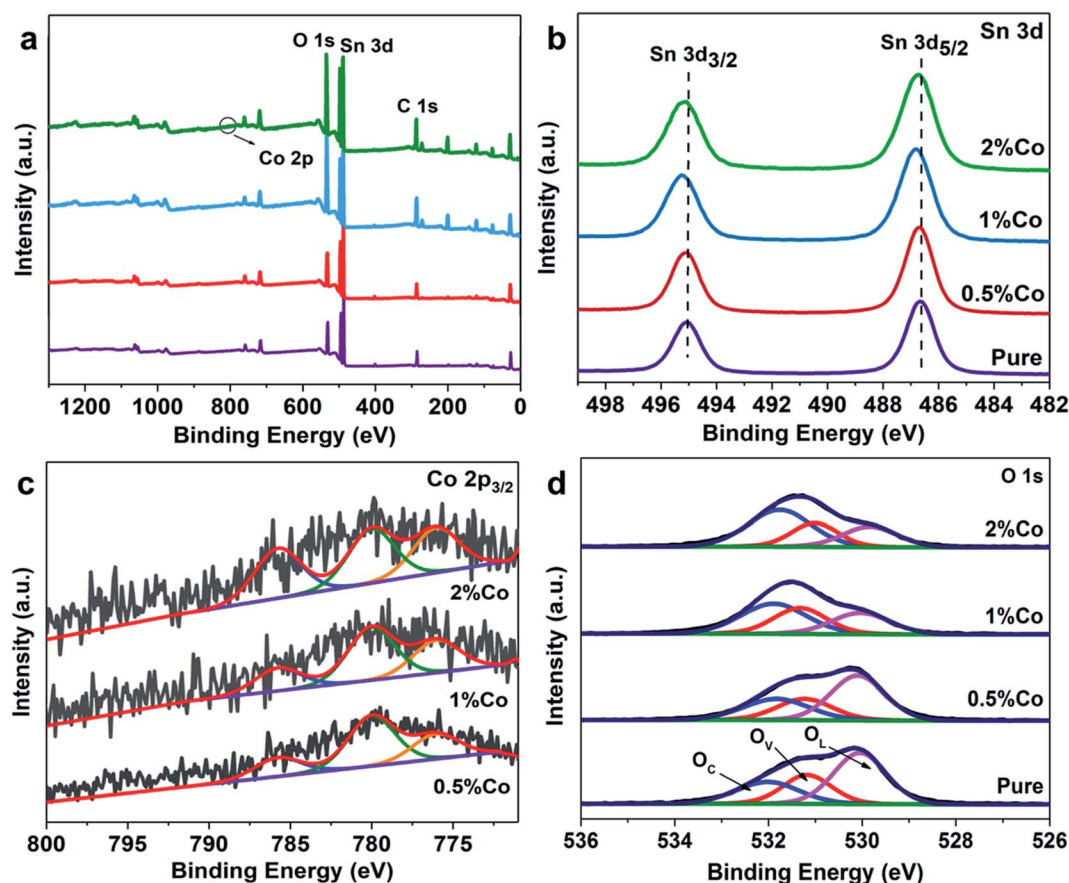 a
O 1s
Sn 3d
C 1s
Co 2p
Intensity (a.u.)
1200 1000 800 600 400 200 0
Binding Energy (eV)
b
Sn 3d
Sn 3d3/2
Sn 3d5/2
2%Co
1%Co
0.5%Co
Pure
Intensity (a.u.)
498 496 494 492 490 488 486 484 482
Binding Energy (eV)
c
Co 2p3/2
2%Co
1%Co
0.5%Co
Intensity (a.u.)
800 795 790 785 780 775
Binding Energy (eV)
d
O 1s
2%Co
1%Co
0.5%Co
OC
OV
OL
Pure
Intensity (a.u.)
536 534 532 530 528 526
Binding Energy (eV)